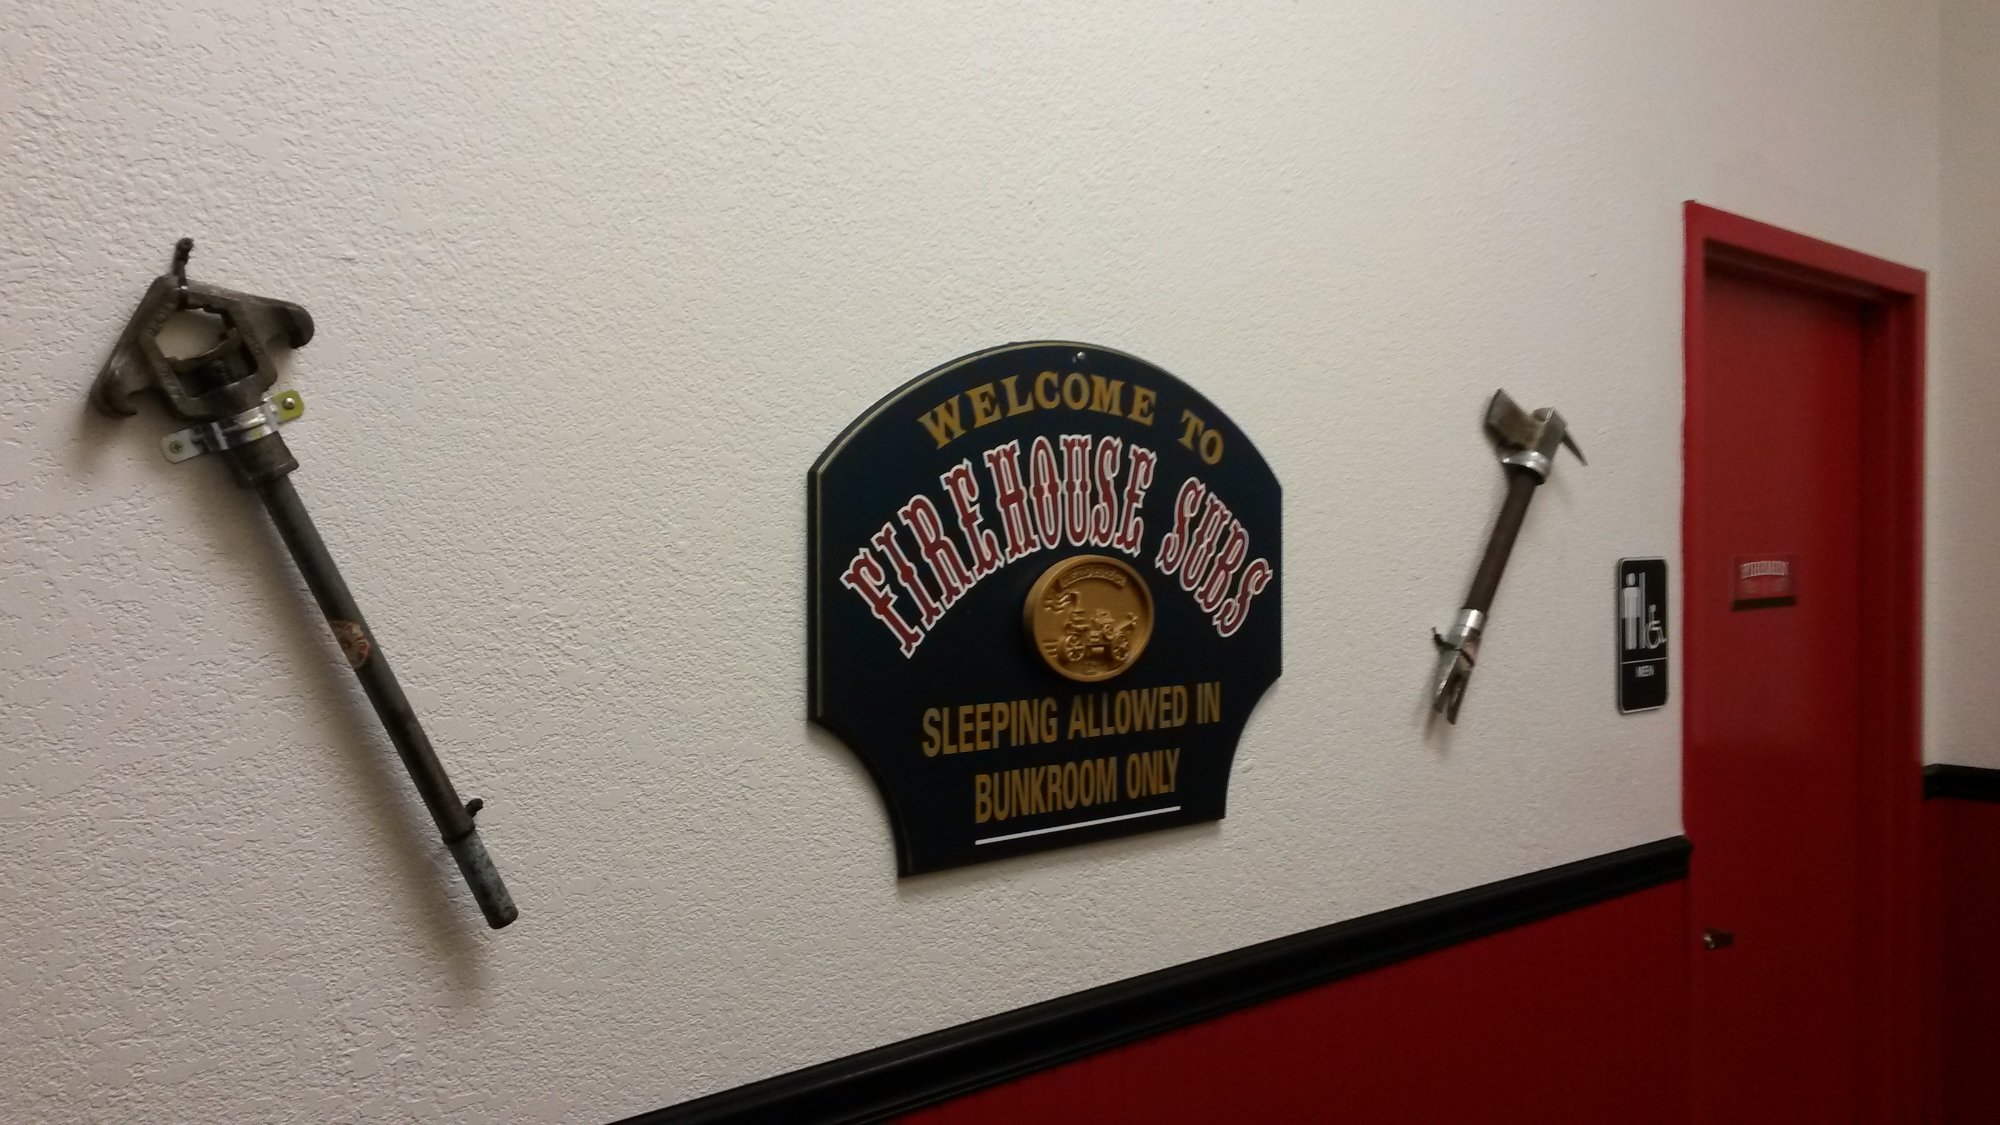 WELCOME TO
FIREHOUSE SUBS
SLEEPING ALLOWED IN
BUNKROOM ONLY